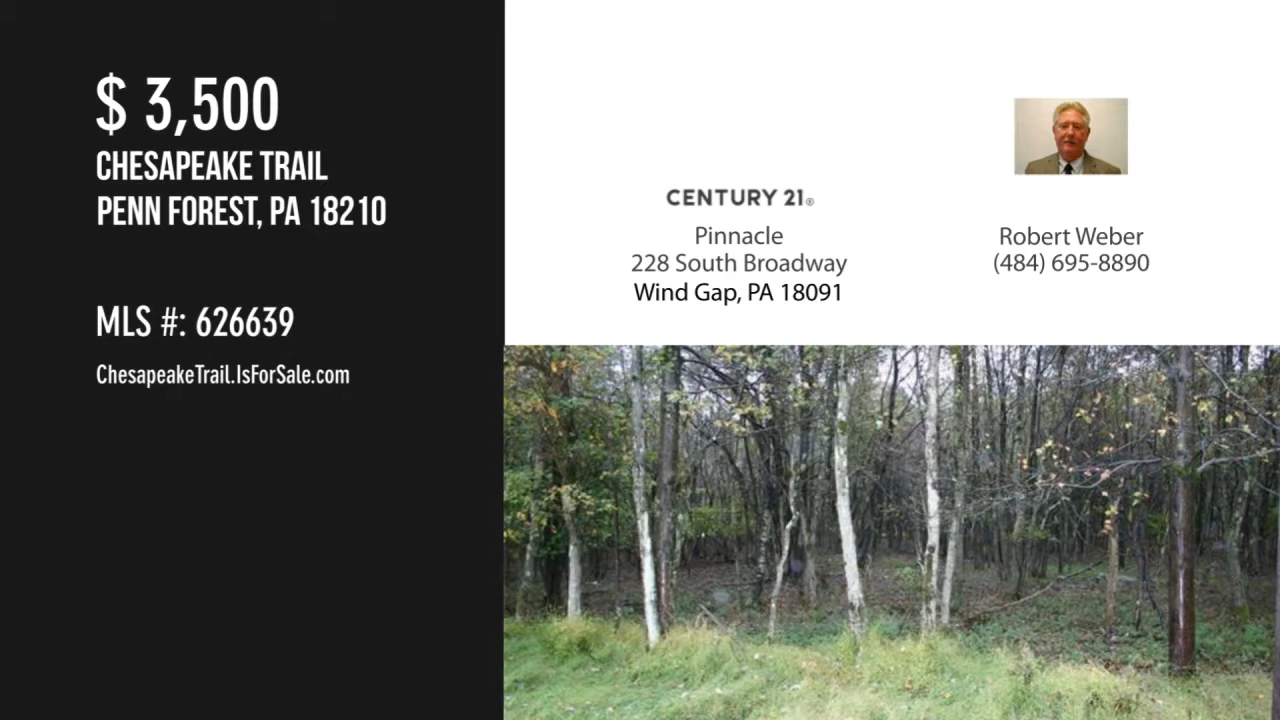 $ 3,500
CHESAPEAKE TRAIL
PENN FOREST, PA 18210
MLS #: 626639
ChesapeakeTrail.IsForSale.com
CENTURY 21®
Pinnacle
228 South Broadway
Wind Gap, PA 18091
Robert Weber
(484) 695-8890